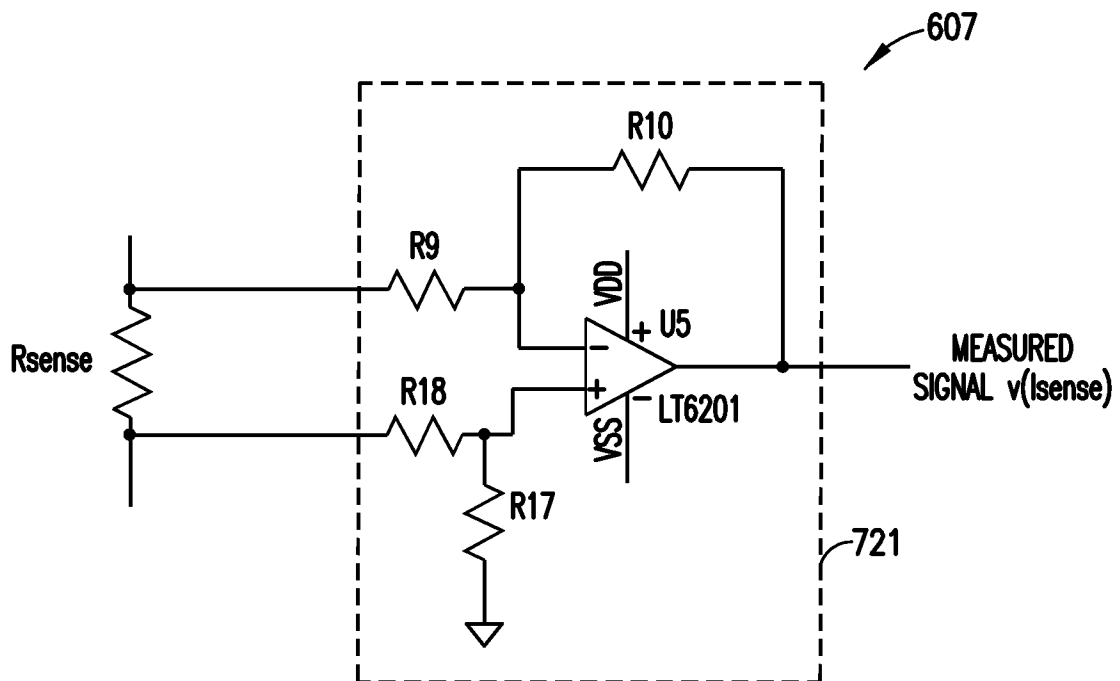 607
R10
R9
VDD
+ U5
Rsense
−
+
MEASURED
SIGNAL v(Isense)
R18
− LT6201
VSS
R17
721